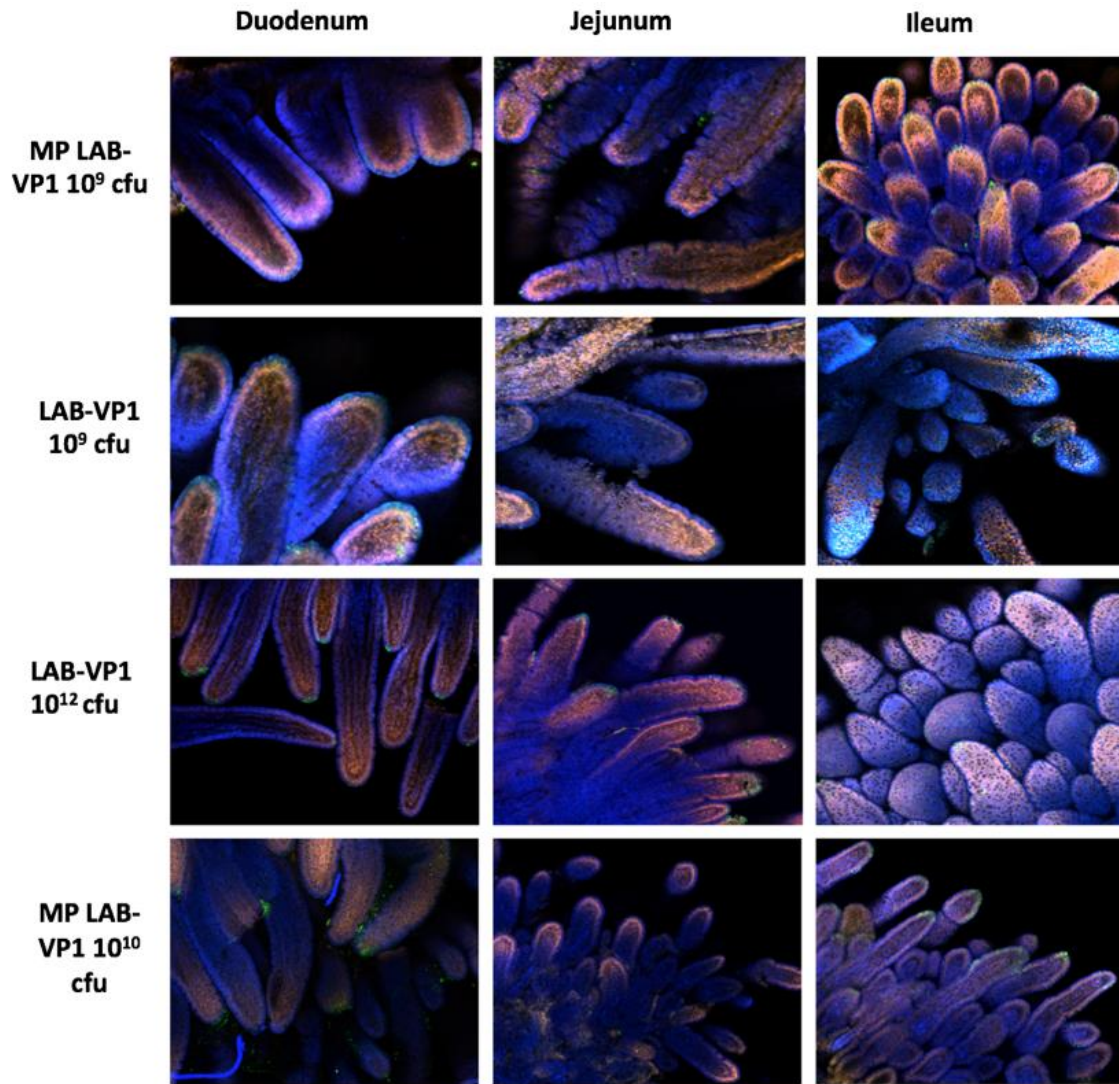 Duodenum Jejunum Ileum
MP LAB-
VP1 10⁹ cfu
LAB-VP1
10⁹ cfu
LAB-VP1
10¹² cfu
MP LAB-
VP1 10¹⁰
cfu